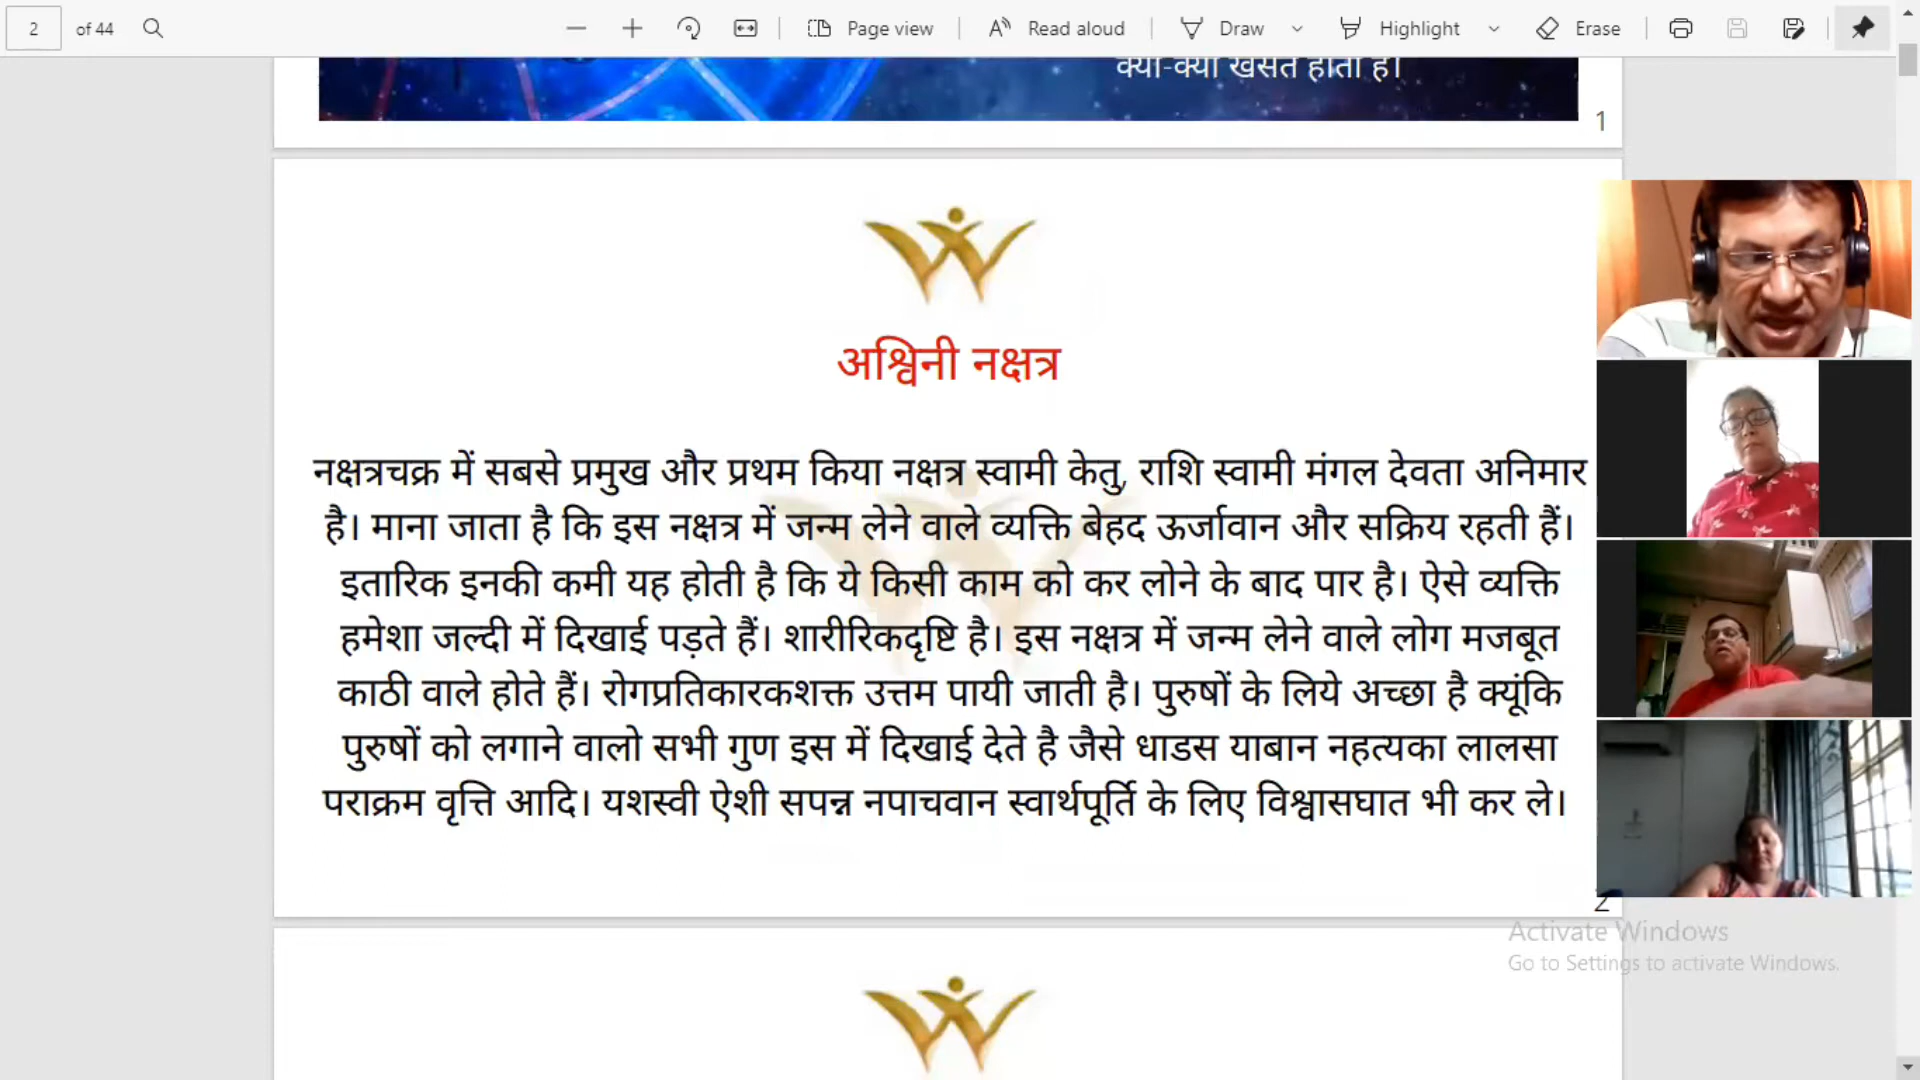 2 of 44 Page view Read aloud Draw Highlight Erase
क्या-क्या होता है।
1
अश्विनी नक्षत्र
नक्षत्रचक्र में सबसे प्रमुख और प्रथम किया नक्षत्र स्वामी केतु, राशि स्वामी मंगल देवता अनिमार
है। माना जाता है कि इस नक्षत्र में जन्म लेने वाले व्यक्ति बेहद ऊर्जावान और सक्रिय रहती हैं।
इतारिक इनकी कमी यह होती है कि ये किसी काम को कर लोने के बाद पार है। ऐसे व्यक्ति
हमेशा जल्दी में दिखाई पड़ते हैं। शारीरिकदृष्टि है। इस नक्षत्र में जन्म लेने वाले लोग मजबूत
काठी वाले होते हैं। रोगप्रतिकारकशक्त उत्तम पायी जाती है। पुरुषों के लिये अच्छा है क्यूंकि
पुरुषों को लगाने वालो सभी गुण इस में दिखाई देते है जैसे धाडस याबान नहत्यका लालसा
पराक्रम वृत्ति आदि। यशस्वी ऐशी सपन्न नपाचवान स्वार्थपूर्ति के लिए विश्वासघात भी कर ले।
2
Activate Windows
Go to Settings to activate Windows.